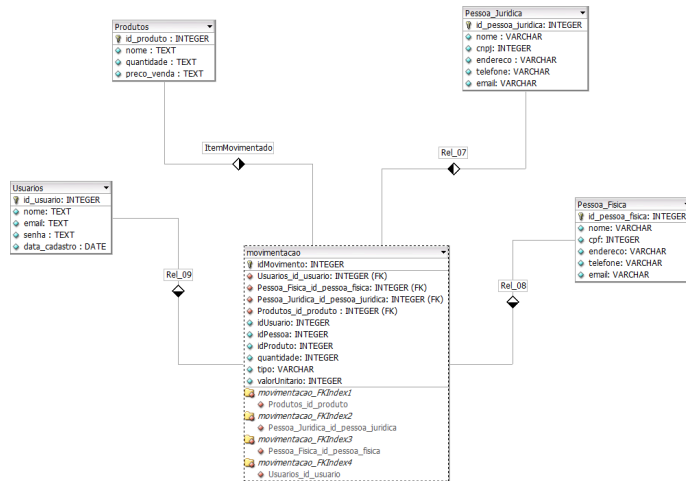 Produtos
id_produto : INTEGER
nome : TEXT
quantidade : TEXT
preco_venda : TEXT
Pessoa_Juridica
id_pessoa_juridica: INTEGER
nome : VARCHAR
cnpj: INTEGER
endereco : VARCHAR
telefone: VARCHAR
email: VARCHAR
ItemMovimentado
Rel_07
Usuarios
id_usuario: INTEGER
nome: TEXT
email: TEXT
senha : TEXT
data_cadastro : DATE
Pessoa_Fisica
id_pessoa_fisica: INTEGER
nome: VARCHAR
cpf: INTEGER
endereco: VARCHAR
telefone: VARCHAR
email: VARCHAR
Rel_09
Rel_08
movimentacao
idMovimento: INTEGER
Usuarios_id_usuario: INTEGER (FK)
Pessoa_Fisica_id_pessoa_fisica: INTEGER (FK)
Pessoa_Juridica_id_pessoa_juridica: INTEGER (FK)
Produtos_id_produto : INTEGER (FK)
idUsuario: INTEGER
idPessoa: INTEGER
idProduto: INTEGER
quantidade: INTEGER
tipo: VARCHAR
valorUnitario: INTEGER
movimentacao_FKIndex1
Produtos_id_produto
movimentacao_FKIndex2
Pessoa_Juridica_id_pessoa_juridica
movimentacao_FKIndex3
Pessoa_Fisica_id_pessoa_fisica
movimentacao_FKIndex4
Usuarios_id_usuario